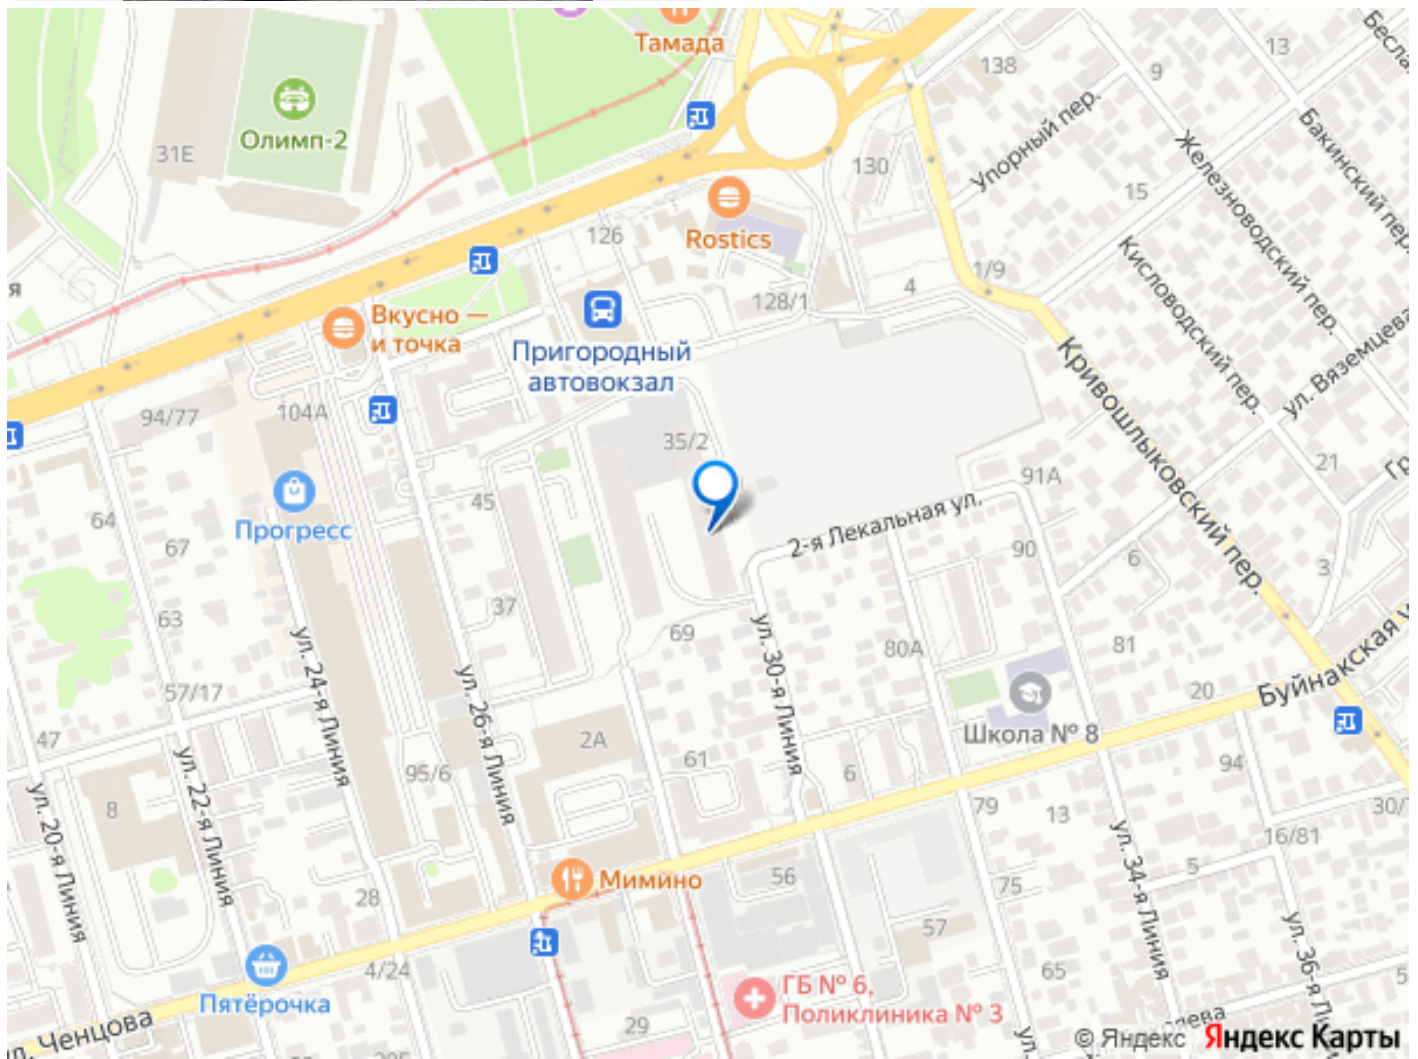 Тамада
13
Бесла
138
9
Олимп-2
31Е
Упорный пер.
Бакинский пер.
130
Железноводский пер.
15
Rostics
126
Кисловодский пер.
1/9
4
я
128/1
Вкусно —
и точка
Пригородный
автовокзал
ул. Вяземцева
Кривошлыковский пер.
94/77
104А
35/2
21
Гр
91А
45
Прогресс
64
67
2-я Лекальная ул.
90
6
3
63
37
69
ул. 24-я Линия
ул. 30-я Линия
80А
81
57/17
ул. 26-я Линия
20
Буйнакская у
Школа № 8
47
2А
61
6
95/6
94
ул. 22-я Линия
ул. 20-я Линия
8
79
13
30/
16/81
5
ул. 34-я Линия
Мимино
56
75
28
57
ул. 36-я Ли
4/24
65
5
Пятёрочка
ГБ № 6,
Поликлиника № 3
29
л. Ченцова
ул.
ева
© Яндекс Яндекс Карты